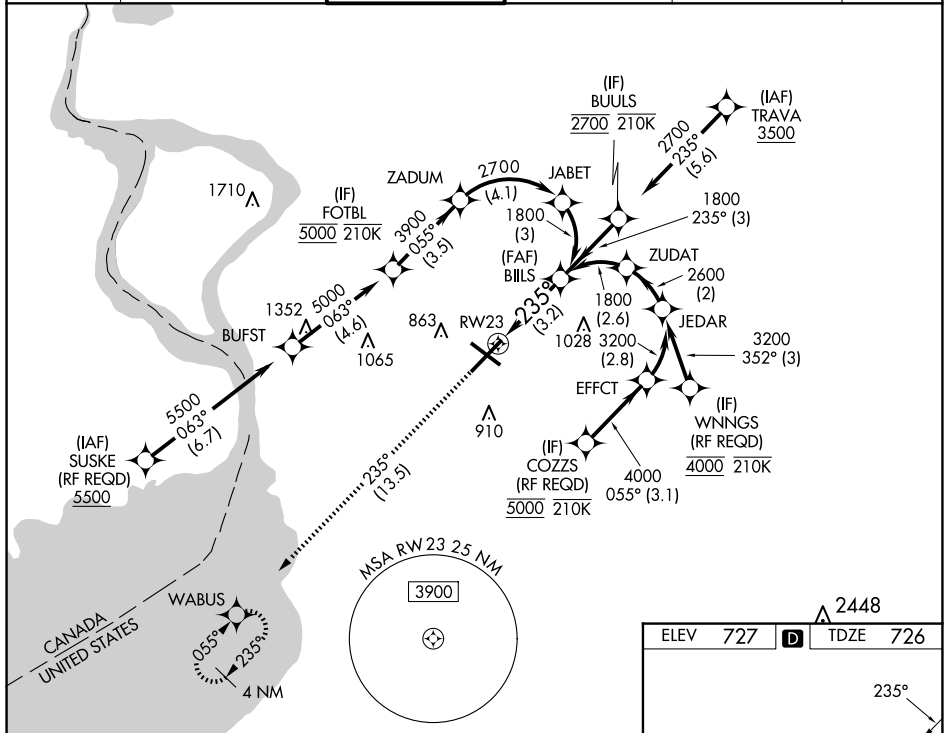 (IF)
BUULS
2700 210K
(IAF)
TRAVA
3500
2700
235°
(5.6)
ZADUM
2700
(4.1)
JABET
1710
(IF)
FOTBL
5000 210K
3900
055°
(3.5)
1800
(3)
1800
235° (3)
(FAF)
BIILS
ZUDAT
2600
(2)
1352
5000
063°
(4.6)
BUFST
1065
863
RW23
235°
(3.2)
1800
(2.6)
1028
JEDAR
3200
(2.8)
3200
352° (3)
EFFCT
910
5500
063°
(6.7)
(IAF)
SUSKE
(RF REQD)
5500
(IF)
WNNGS
(RF REQD)
4000 210K
(IF)
COZZS
(RF REQD)
5000 210K
4000
055° (3.1)
235°
(13.5)
MSA RW23 25 NM
3900
WABUS
055°
235°
4 NM
CANADA
UNITED STATES
2448
ELEV 727 D TDZE 726
235°